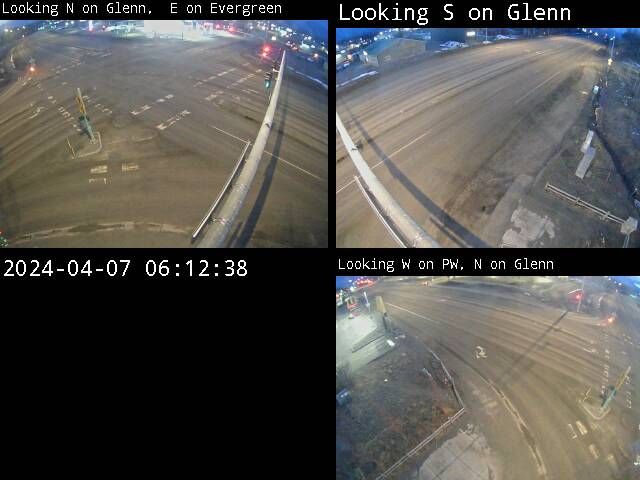 Looking N on Glenn,  E on Evergreen
Looking S on Glenn
2024-04-07 06:12:38
Looking W on PW, N on Glenn